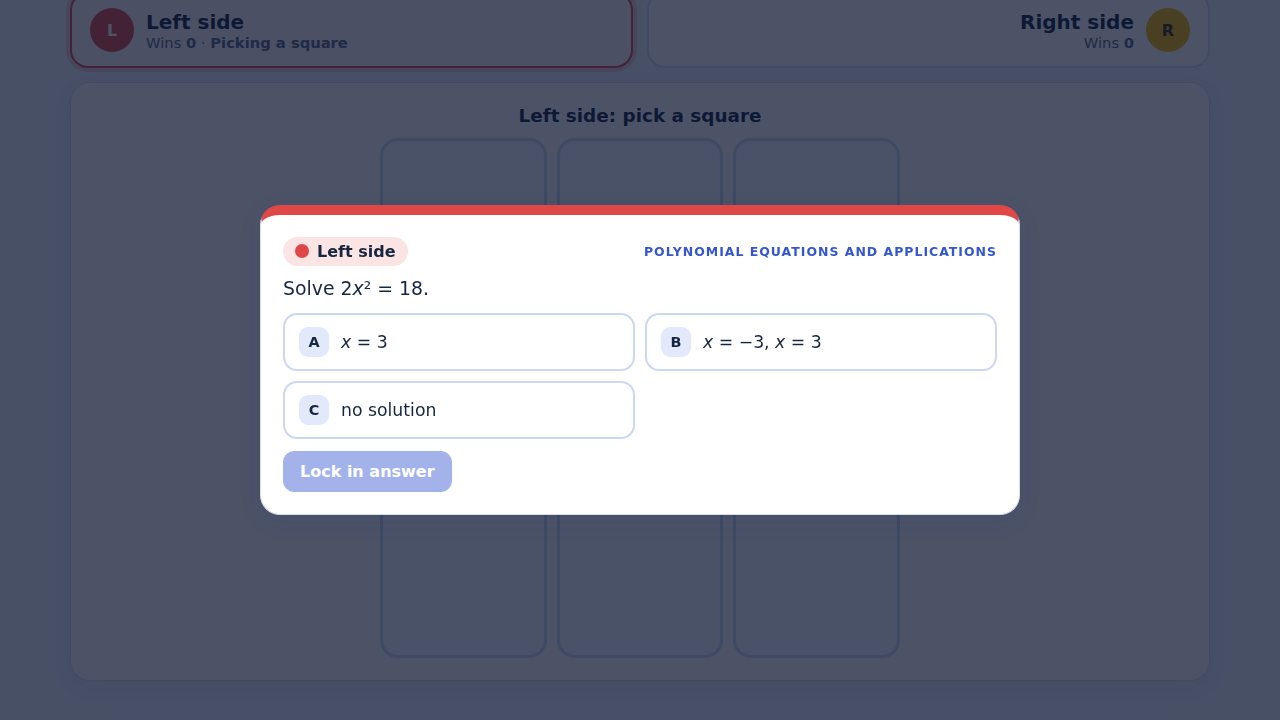 L
Left side
Wins 0 · Picking a square
Right side
Wins 0
R
Left side: pick a square
Left side
POLYNOMIAL EQUATIONS AND APPLICATIONS
Solve 2x² = 18.
A
x = 3
B
x = −3, x = 3
C
no solution
Lock in answer